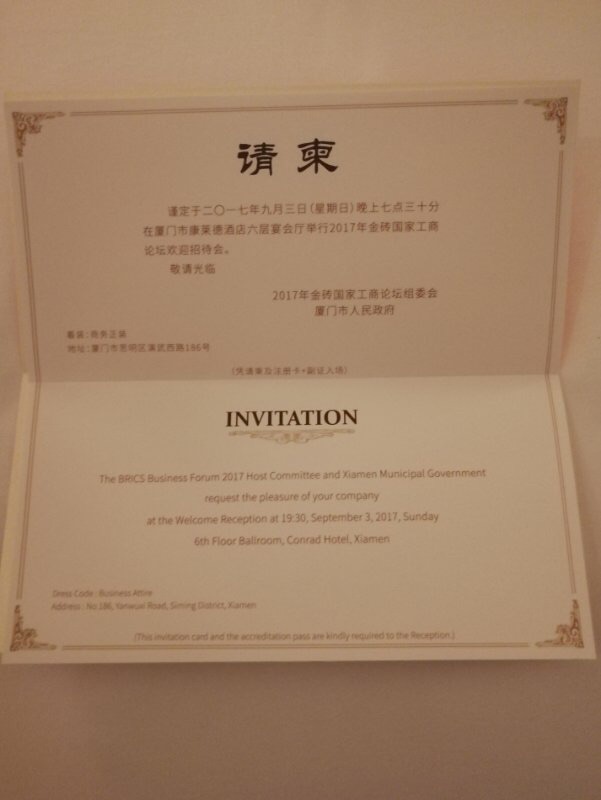 请柬
谨定于二〇一七年九月三日(星期日)晚上七点三十分
在厦门市康莱德酒店六层宴会厅举行2017年金砖国家工商
论坛欢迎招待会。
敬请光临
2017年金砖国家工商论坛组委会
厦门市人民政府
着装:商务正装
地址:厦门市思明区演武西路186号
(凭请柬及注册卡+副证入场)
INVITATION
The BRICS Business Forum 2017 Host Committee and Xiamen Municipal Government
request the pleasure of your company
at the Welcome Reception at 19:30, September 3, 2017, Sunday
6th Floor Ballroom, Conrad Hotel, Xiamen
Dress Code : Business Attire
Address : No.186, Yanwuxi Road, Siming District, Xiamen
(This invitation card and the accreditation pass are kindly required to the Reception.)